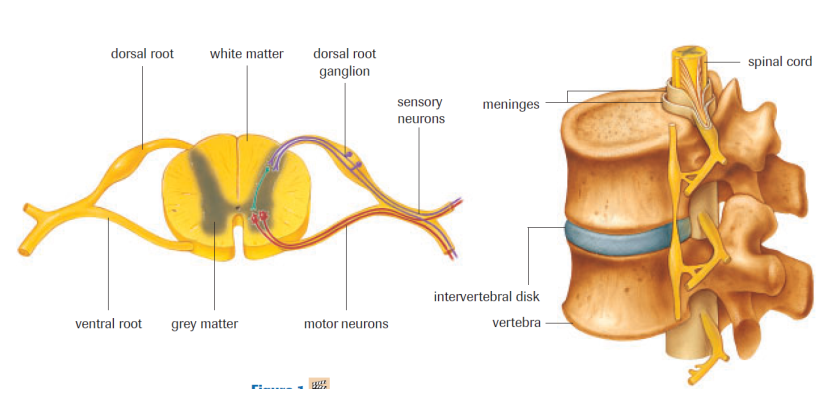 dorsal root
white matter
dorsal root
ganglion
sensory
neurons
ventral root
grey matter
motor neurons
spinal cord
meninges
intervertebral disk
vertebra